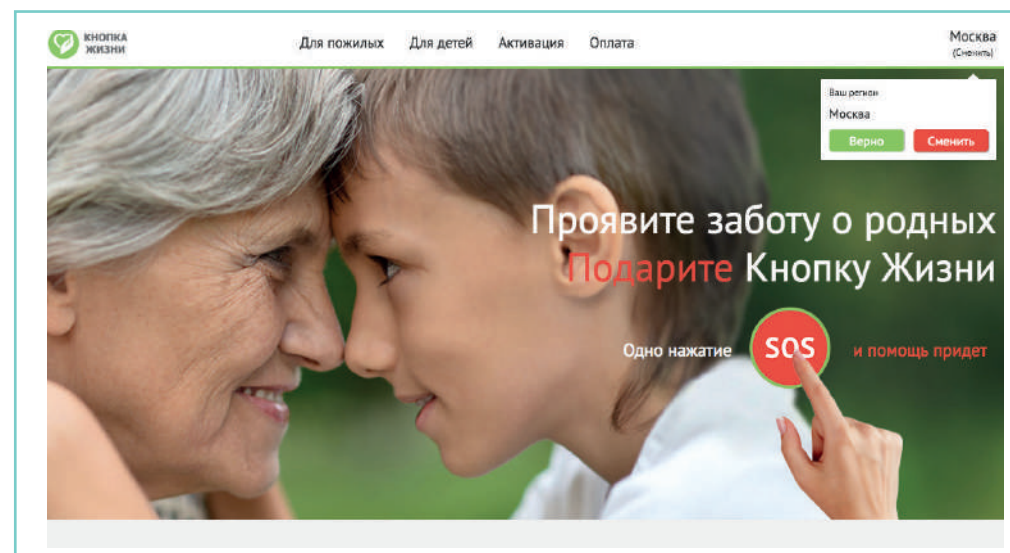 КНОПКА
ЖИЗНИ
Для пожилых Для детей Активация Оплата
Москва
(Сменить)
Ваш регион
Москва
Верно Сменить
Проявите заботу о родных
Подарите Кнопку Жизни
Одно нажатие SOS и помощь придет